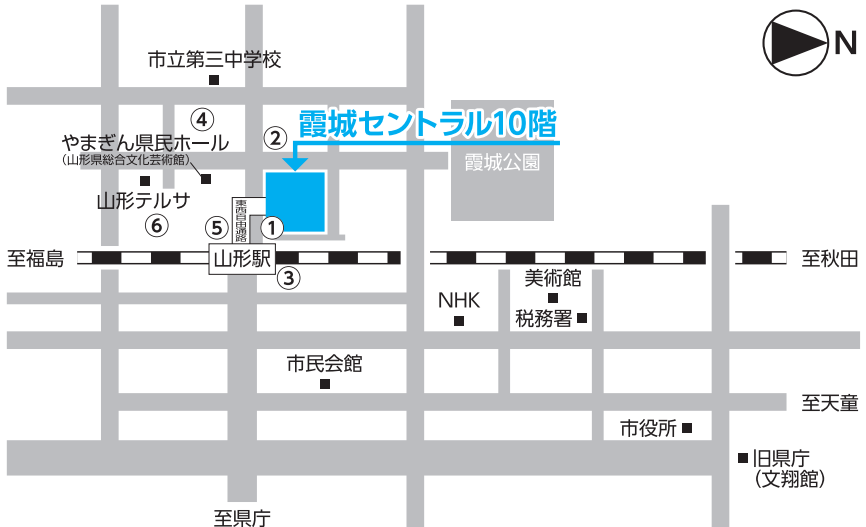 N
市立第三中学校
④
②
霞城セントラル10階
やまぎん県民ホール
(山形県総合文化芸術館)
霞城公園
山形テルサ
⑥
⑤
東西自由通路
①
至福島
山形駅
③
至秋田
美術館
NHK
税務署
市民会館
至天童
市役所
旧県庁
(文翔館)
至県庁